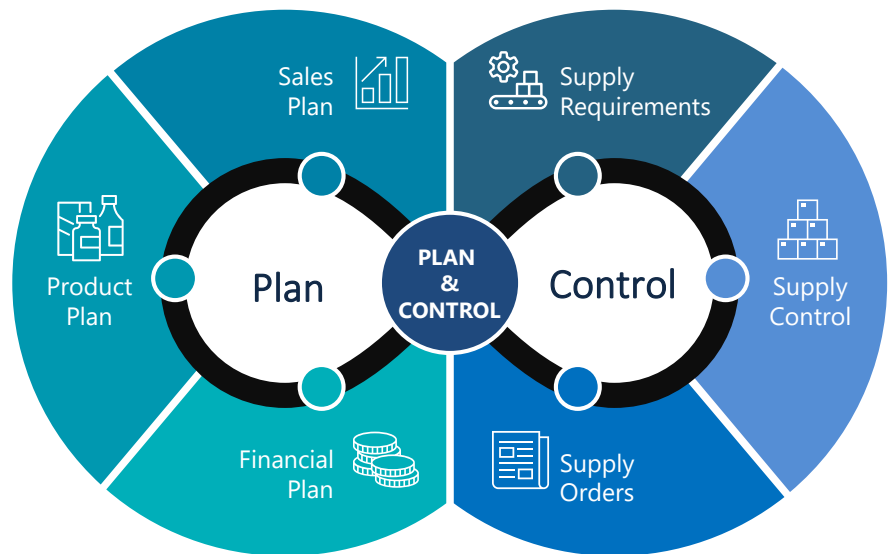 Sales
Plan
Supply
Requirements
Product
Plan
Plan
PLAN
&
CONTROL
Control
Supply
Control
Financial
Plan
Supply
Orders